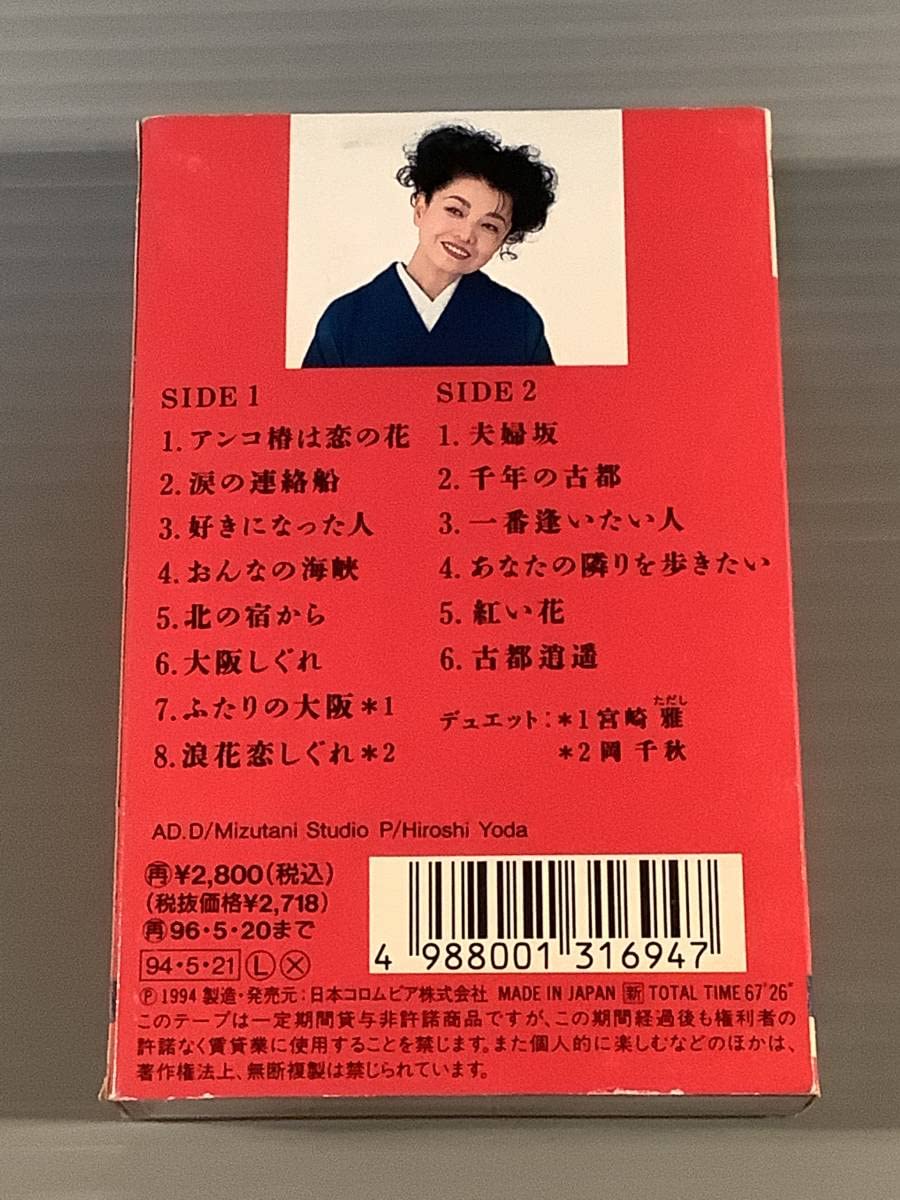 SIDE 1
1. アンコ椿は恋の花
2. 涙の連絡船
3. 好きになった人
4. おんなの海峡
5. 北の宿から
6. 大阪しぐれ
7. ふたりの大阪＊1
8. 浪花恋しぐれ＊2
SIDE 2
1. 夫婦坂
2. 千年の古都
3. 一番逢いたい人
4. あなたの隣りを歩きたい
5. 紅い花
6. 古都逍遥
ただし
デュエット:＊1 宮崎 雅
＊2 岡 千秋
AD.D/Mizutani Studio P/Hiroshi Yoda
再¥2,800(税込)
(税抜価格¥2,718)
再96・5・20まで
94・5・21 L X
4 988001 316947
℗ 1994 製造・発売元:日本コロムビア株式会社 MADE IN JAPAN 新 TOTAL TIME 67'26"
このテープは一定期間貸与非許諾商品ですが、この期間経過後も権利者の
許諾なく賃貸業に使用することを禁じます。また個人的に楽しむなどのほかは、
著作権法上、無断複製は禁じられています。